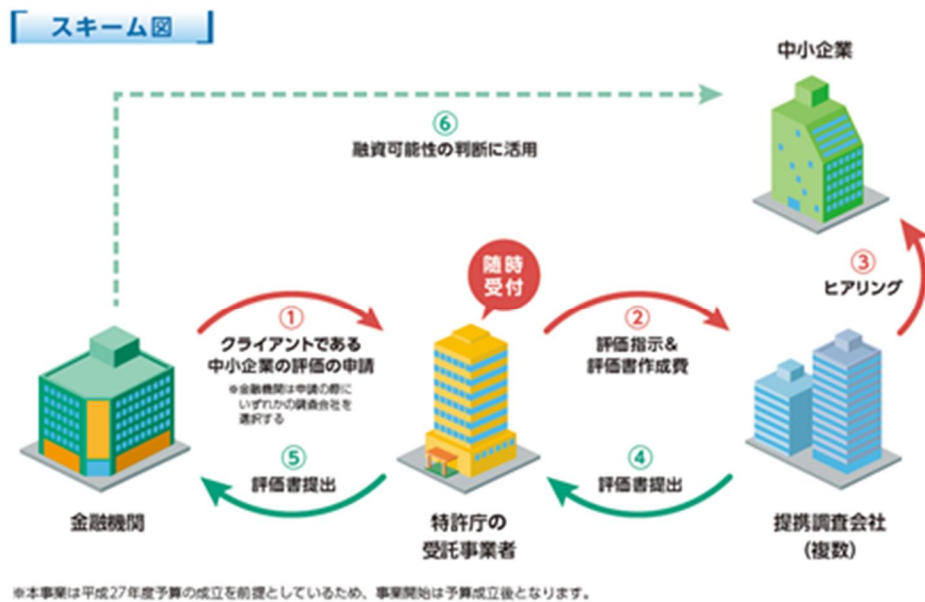 スキーム図
中小企業
⑥
融資可能性の判断に活用
随時
受付
③
ヒアリング
①
クライアントである
中小企業の評価の申請
※金融機関は申請の際に
いずれかの調査会社を
選択する
②
評価指示&
評価書作成費
⑤
評価書提出
④
評価書提出
金融機関
特許庁の
受託事業者
提携調査会社
(複数)
※本事業は平成27年度予算の成立を前提としているため、事業開始は予算成立後となります。